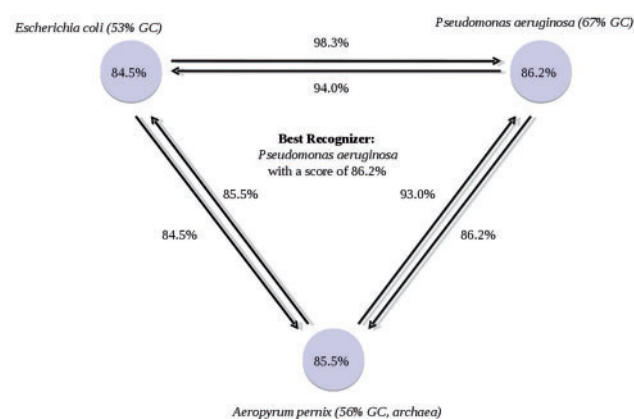 Escherichia coli (53% GC)
Pseudomonas aeruginosa (67% GC)
98.3%
84.5%
86.2%
94.0%
Best Recognizer:
Pseudomonas aeruginosa
with a score of 86.2%
85.5%
93.0%
84.5%
86.2%
85.5%
Aeropyrum pernix (56% GC, archaea)